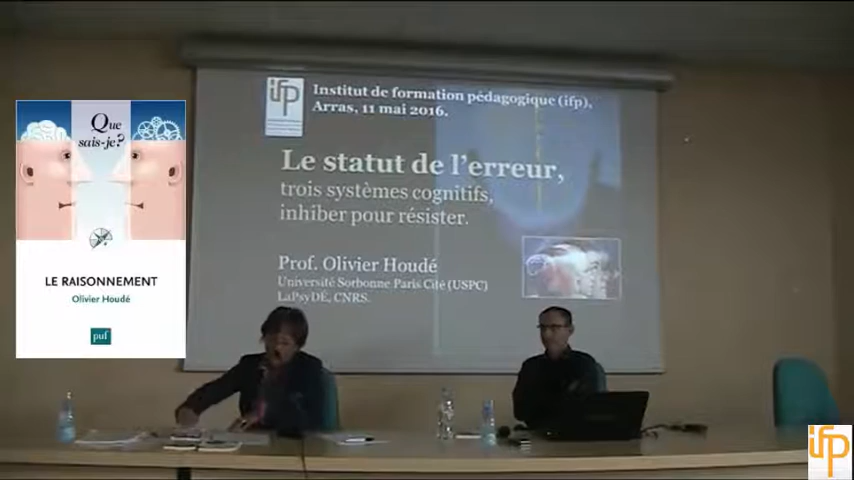 Que
sais-je?
LE RAISONNEMENT
Olivier Houdé
puf
ifp
Institut de formation pédagogique (ifp),
Arras, 11 mai 2016.
Le statut de l'erreur,
trois systèmes cognitifs,
inhiber pour résister.
Prof. Olivier Houdé
Université Sorbonne Paris Cité (USPC)
LaPsyDÉ, CNRS.
ifp